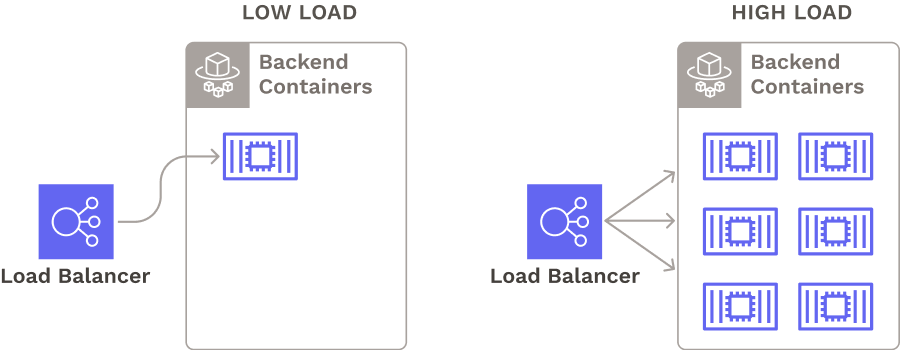 LOW LOAD
Backend
Containers
Load Balancer
HIGH LOAD
Backend
Containers
Load Balancer